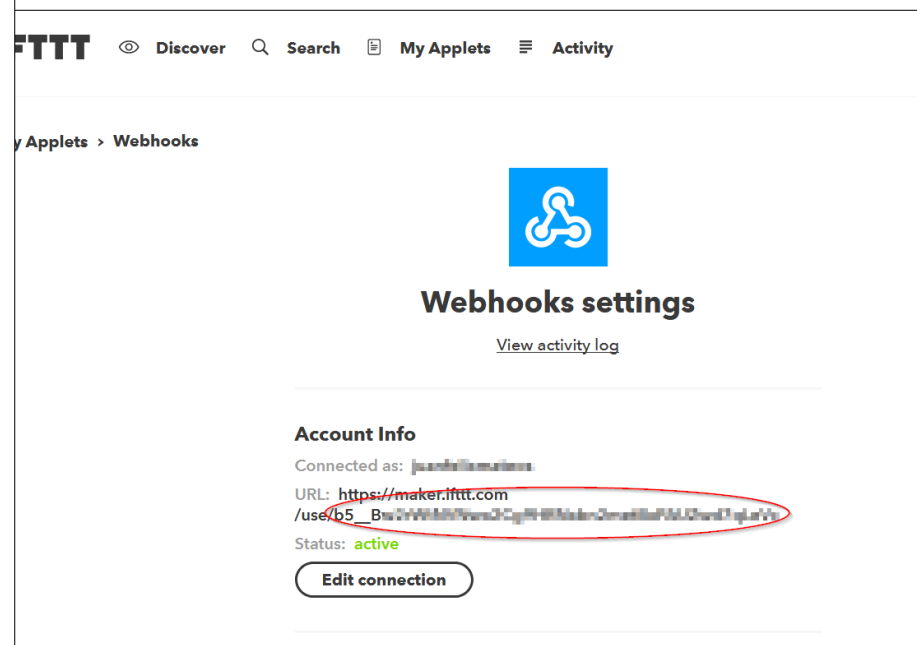 FTTT Discover Search My Applets Activity
y Applets > Webhooks
Webhooks settings
View activity log
Account Info
Connected as:
URL: https://maker.ifttt.com
/use/b5__B
Status: active
Edit connection